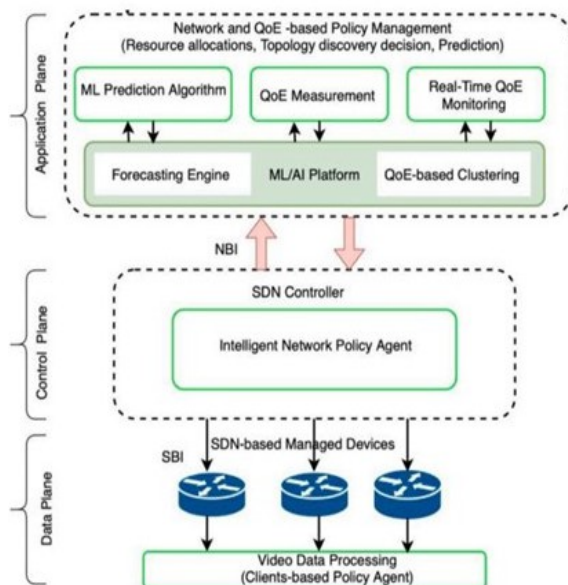 Network and QoE -based Policy Management
(Resource allocations, Topology discovery decision, Prediction)
Application Plane
ML Prediction Algorithm
QoE Measurement
Real-Time QoE
Monitoring
Forecasting Engine
ML/AI Platform
QoE-based Clustering
NBI
Control Plane
SDN Controller
Intelligent Network Policy Agent
Data Plane
SBI
SDN-based Managed Devices
Video Data Processing
(Clients-based Policy Agent)